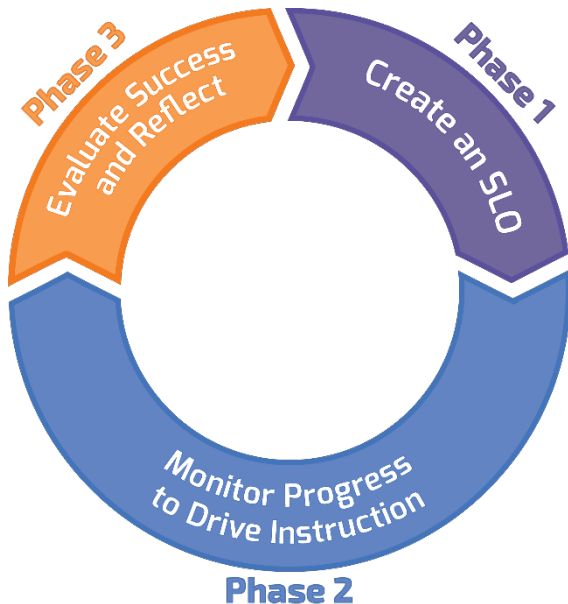 Phase 1
Create an SLO
Phase 2
Monitor Progress
to Drive Instruction
Phase 3
Evaluate Success
and Reflect